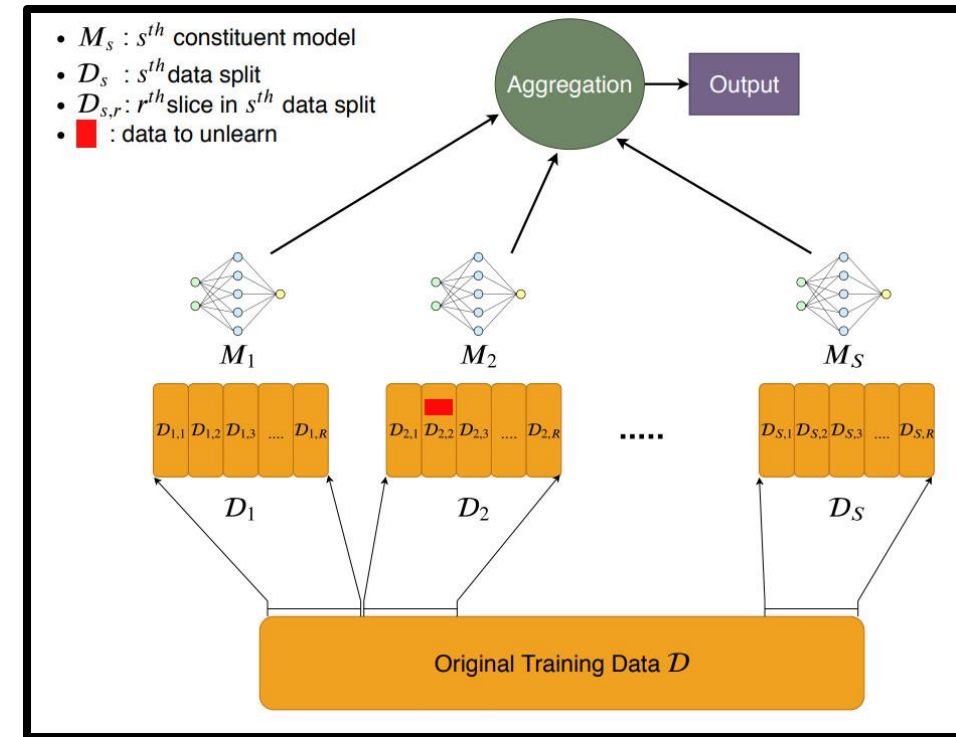 • M_s : s^th constituent model
• D_s : s^th data split
• D_s,r : r^th slice in s^th data split
• : data to unlearn
Aggregation
Output
M_1
M_2
M_S
D_1,1 D_1,2 D_1,3 .... D_1,R
D_2,1 D_2,2 D_2,3 .... D_2,R
.....
D_S,1 D_S,2 D_S,3 .... D_S,R
D_1
D_2
D_S
Original Training Data D